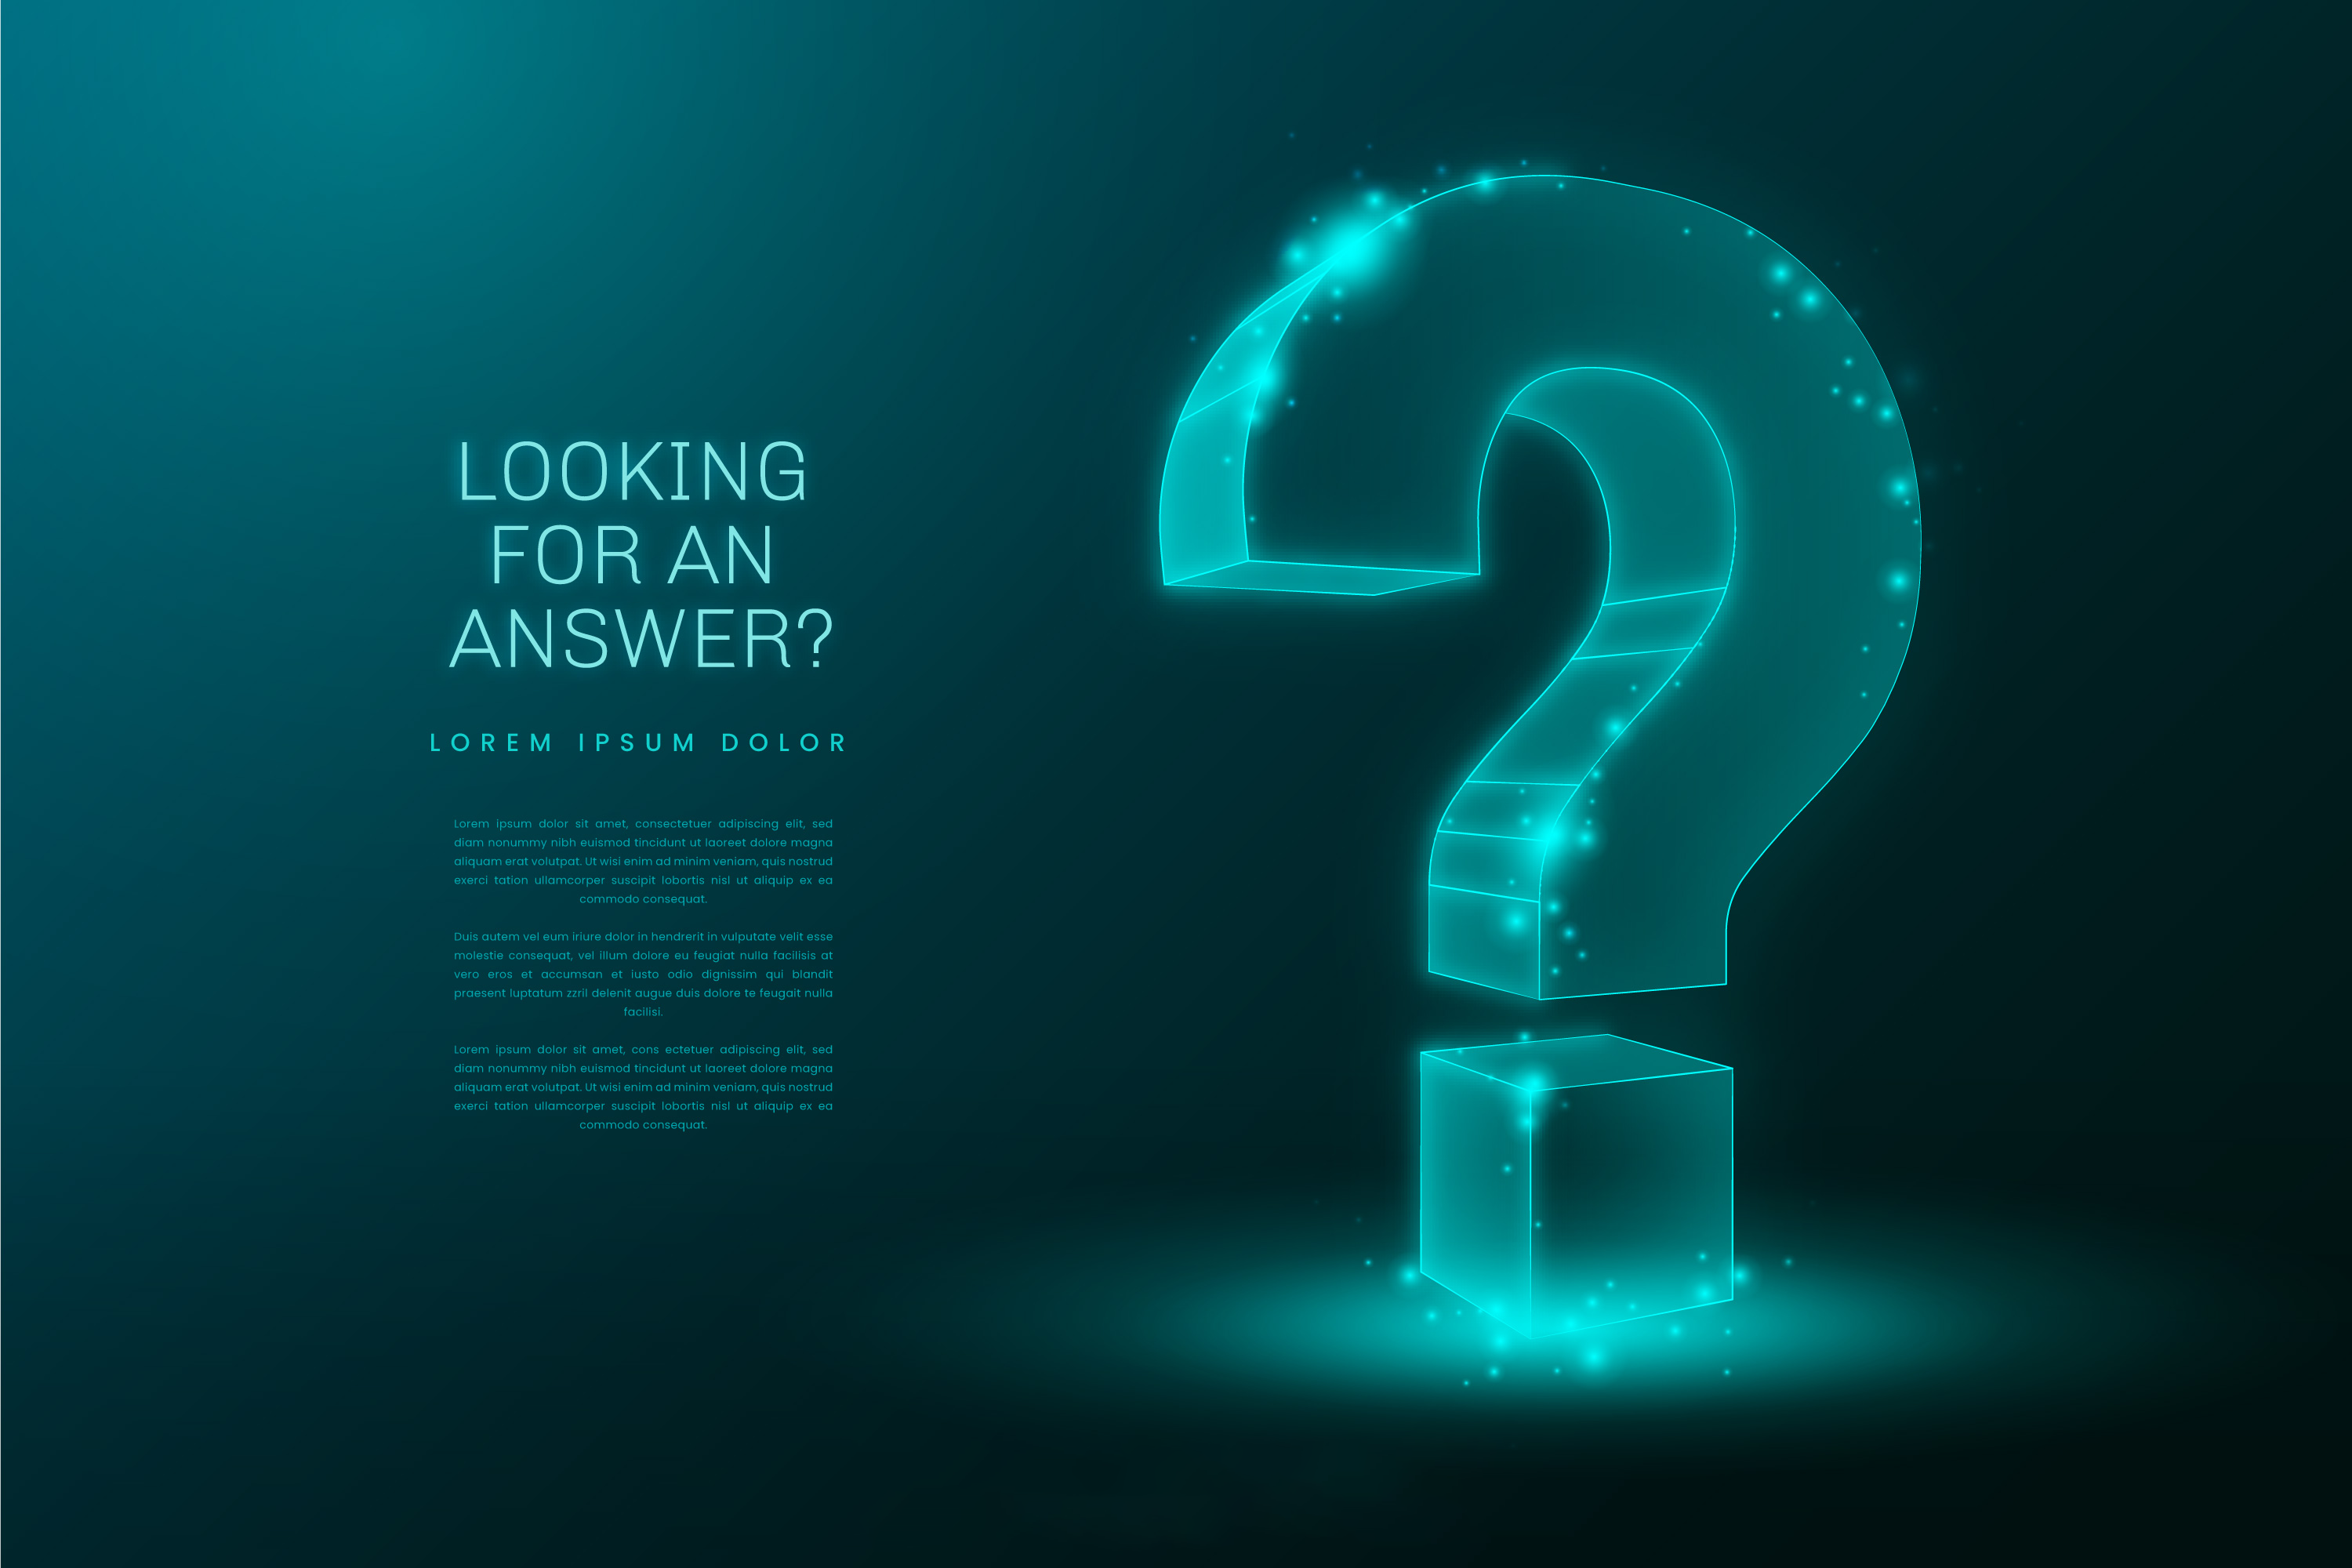 LOOKING
FOR AN
ANSWER?
LOREM IPSUM DOLOR
Lorem ipsum dolor sit amet, consectetuer adipiscing elit, sed
diam nonummy nibh euismod tincidunt ut laoreet dolore magna
aliquam erat volutpat. Ut wisi enim ad minim veniam, quis nostrud
exerci tation ullamcorper suscipit lobortis nisl ut aliquip ex ea
commodo consequat.
Duis autem vel eum iriure dolor in hendrerit in vulputate velit esse
molestie consequat, vel illum dolore eu feugiat nulla facilisis at
vero eros et accumsan et iusto odio dignissim qui blandit
praesent luptatum zzril delenit augue duis dolore te feugait nulla
facilisi.
Lorem ipsum dolor sit amet, cons ectetuer adipiscing elit, sed
diam nonummy nibh euismod tincidunt ut laoreet dolore magna
aliquam erat volutpat. Ut wisi enim ad minim veniam, quis nostrud
exerci tation ullamcorper suscipit lobortis nisl ut aliquip ex ea
commodo consequat.